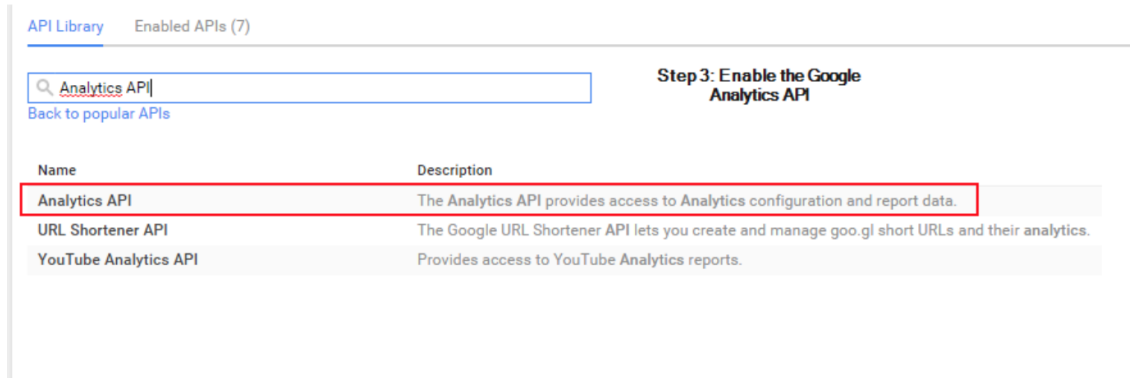 API Library Enabled APIs (7)
Analytics API
Step 3: Enable the Google
Analytics API
Back to popular APIs
Name Description
Analytics API The Analytics API provides access to Analytics configuration and report data.
URL Shortener API The Google URL Shortener API lets you create and manage goo.gl short URLs and their analytics.
YouTube Analytics API Provides access to YouTube Analytics reports.